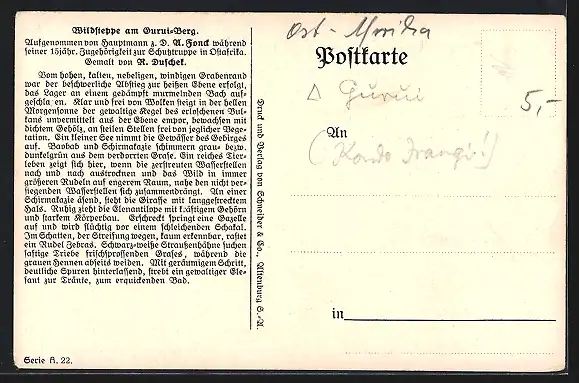 Wildsteppe am Gurui-Berg.
Aufgenommen von Hauptmann z. D. A. Fonck während
seiner 15jähr. Zugehörigkeit zur Schutztruppe in Ostafrika.
Gemalt von R. Duschek.
Vom hohen, kalten, nebeligen, windigen Grabenrand
war der beschwerliche Abstieg zur heißen Ebene erfolgt,
das Lager an einem gedämpft murmelnden Bach auf-
geschla en. Klar und frei von Wolken steigt in der hellen
Morgensonne der gewaltige Kegel des erloschenen Vul-
kans unvermittelt aus der Ebene empor, bewachsen mit
dichtem Gehölz, an steilen Stellen frei von jeglicher Vege-
tation. Ein kleiner See nimmt die Gewässer des Gebirges
auf. Baobab und Schirmakazie schimmern grau- bezw.
dunkelgrün aus dem verdorrten Grase. Ein reiches Tier-
leben zeigt sich hier, wenn die zerstreuten Wasserstellen
nach und nach austrocknen und das Wild in immer
größeren Rudeln auf engerem Raum, nahe den nicht ver-
siegenden Wasserstellen sich zusammendrängt. An einer
Schirmakazie äsend, steht die Giraffe mit langgestrecktem
Hals. Ruhig zieht die Elenantilope mit kräftigem Gehörn
und starkem Körperbau. Erschreckt springt eine Gazelle
auf und wird flüchtig vor einem schleichenden Schakal.
Im Schatten, der Streifung wegen, kaum erkennbar, rastet
ein Rudel Zebras. Schwarz-weiße Straußenhähne suchen
saftige Triebe frischsprossenden Grases, während die
grauen Hennen abseits weiden. Mit geräumigem Schritt,
deutliche Spuren hinterlassend, strebt ein gewaltiger Ele-
fant zur Tränke, zum erquickenden Bad.
Serie A. 22.
Druck und Verlag von Schneider & Co., Altenburg S.-A.
Ost-
Postkarte
Gurui
5,-
An
(Kondo Irangi!)
in